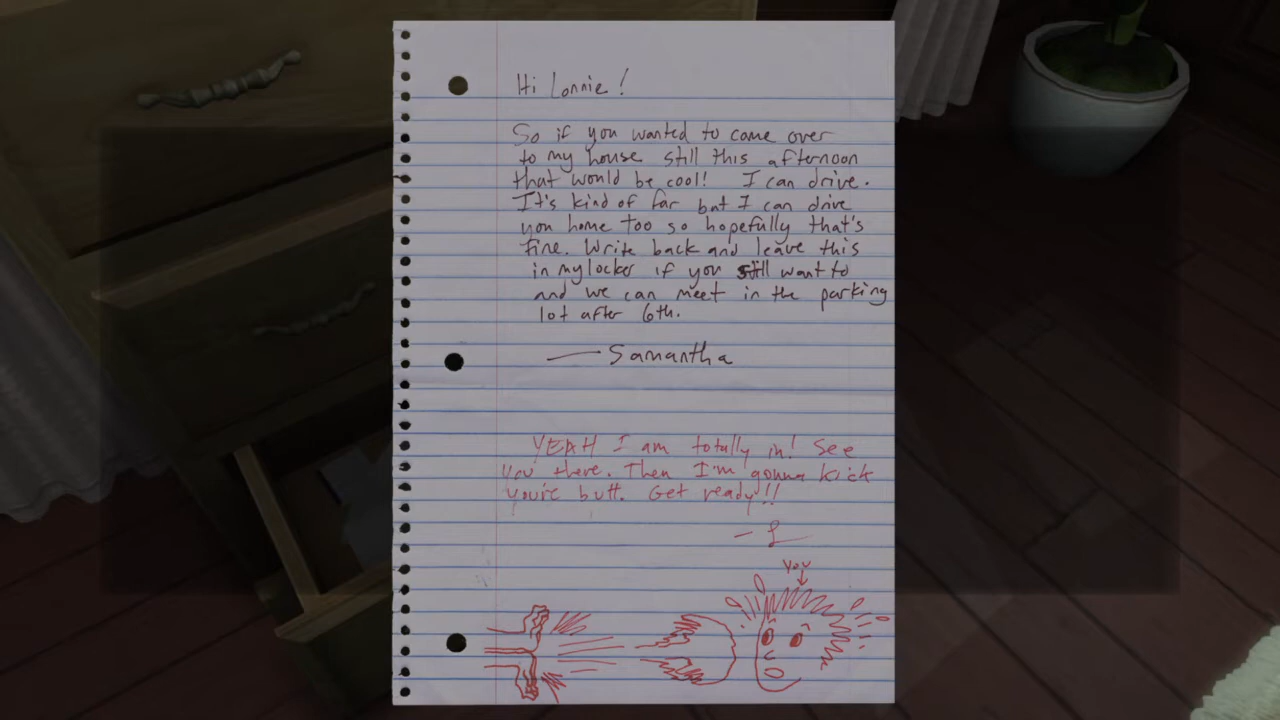 Hi Lonnie!
So if you wanted to come over
to my house still this afternoon
that would be cool! I can drive.
It's kind of far but I can drive
you home too so hopefully that's
fine. Write back and leave this
in my locker if you still want to
and we can meet in the parking
lot after 6th.
— Samantha
YEAH I am totally in! See
you there. Then I'm gonna kick
you're butt. Get ready!!
- L
You